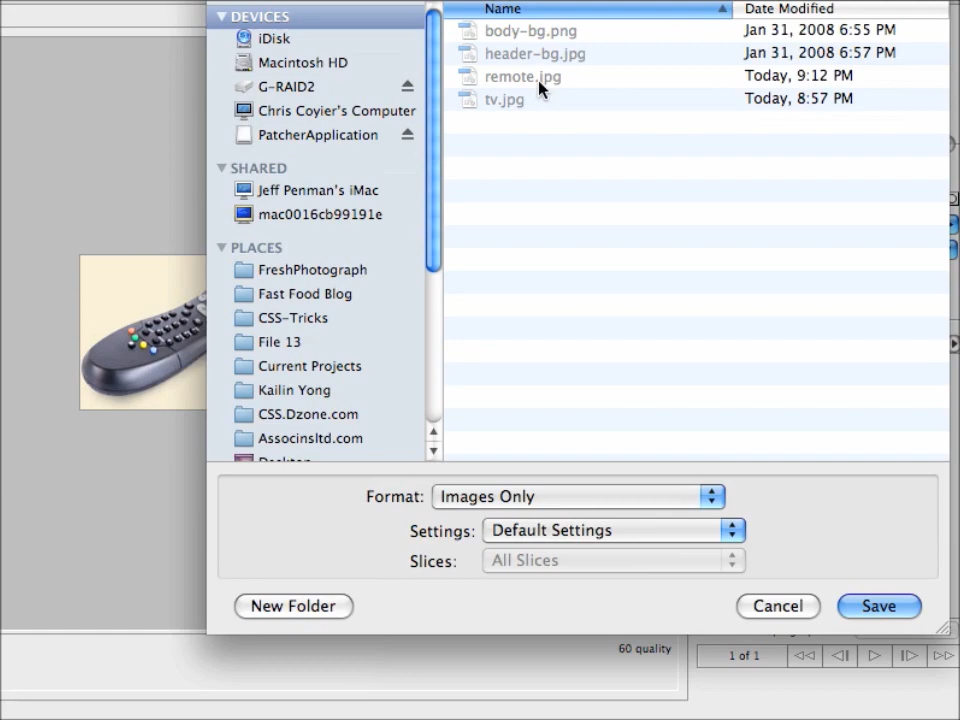 DEVICES
iDisk
Macintosh HD
G-RAID2
Chris Coyier's Computer
PatcherApplication
SHARED
Jeff Penman's iMac
mac0016cb99191e
PLACES
FreshPhotograph
Fast Food Blog
CSS-Tricks
File 13
Current Projects
Kailin Yong
CSS.Dzone.com
Associnsltd.com
Desktop
Name Date Modified
body-bg.png Jan 31, 2008 6:55 PM
header-bg.jpg Jan 31, 2008 6:57 PM
remote.jpg Today, 9:12 PM
tv.jpg Today, 8:57 PM
Format: Images Only
Settings: Default Settings
Slices: All Slices
New Folder Cancel Save
60 quality
1 of 1